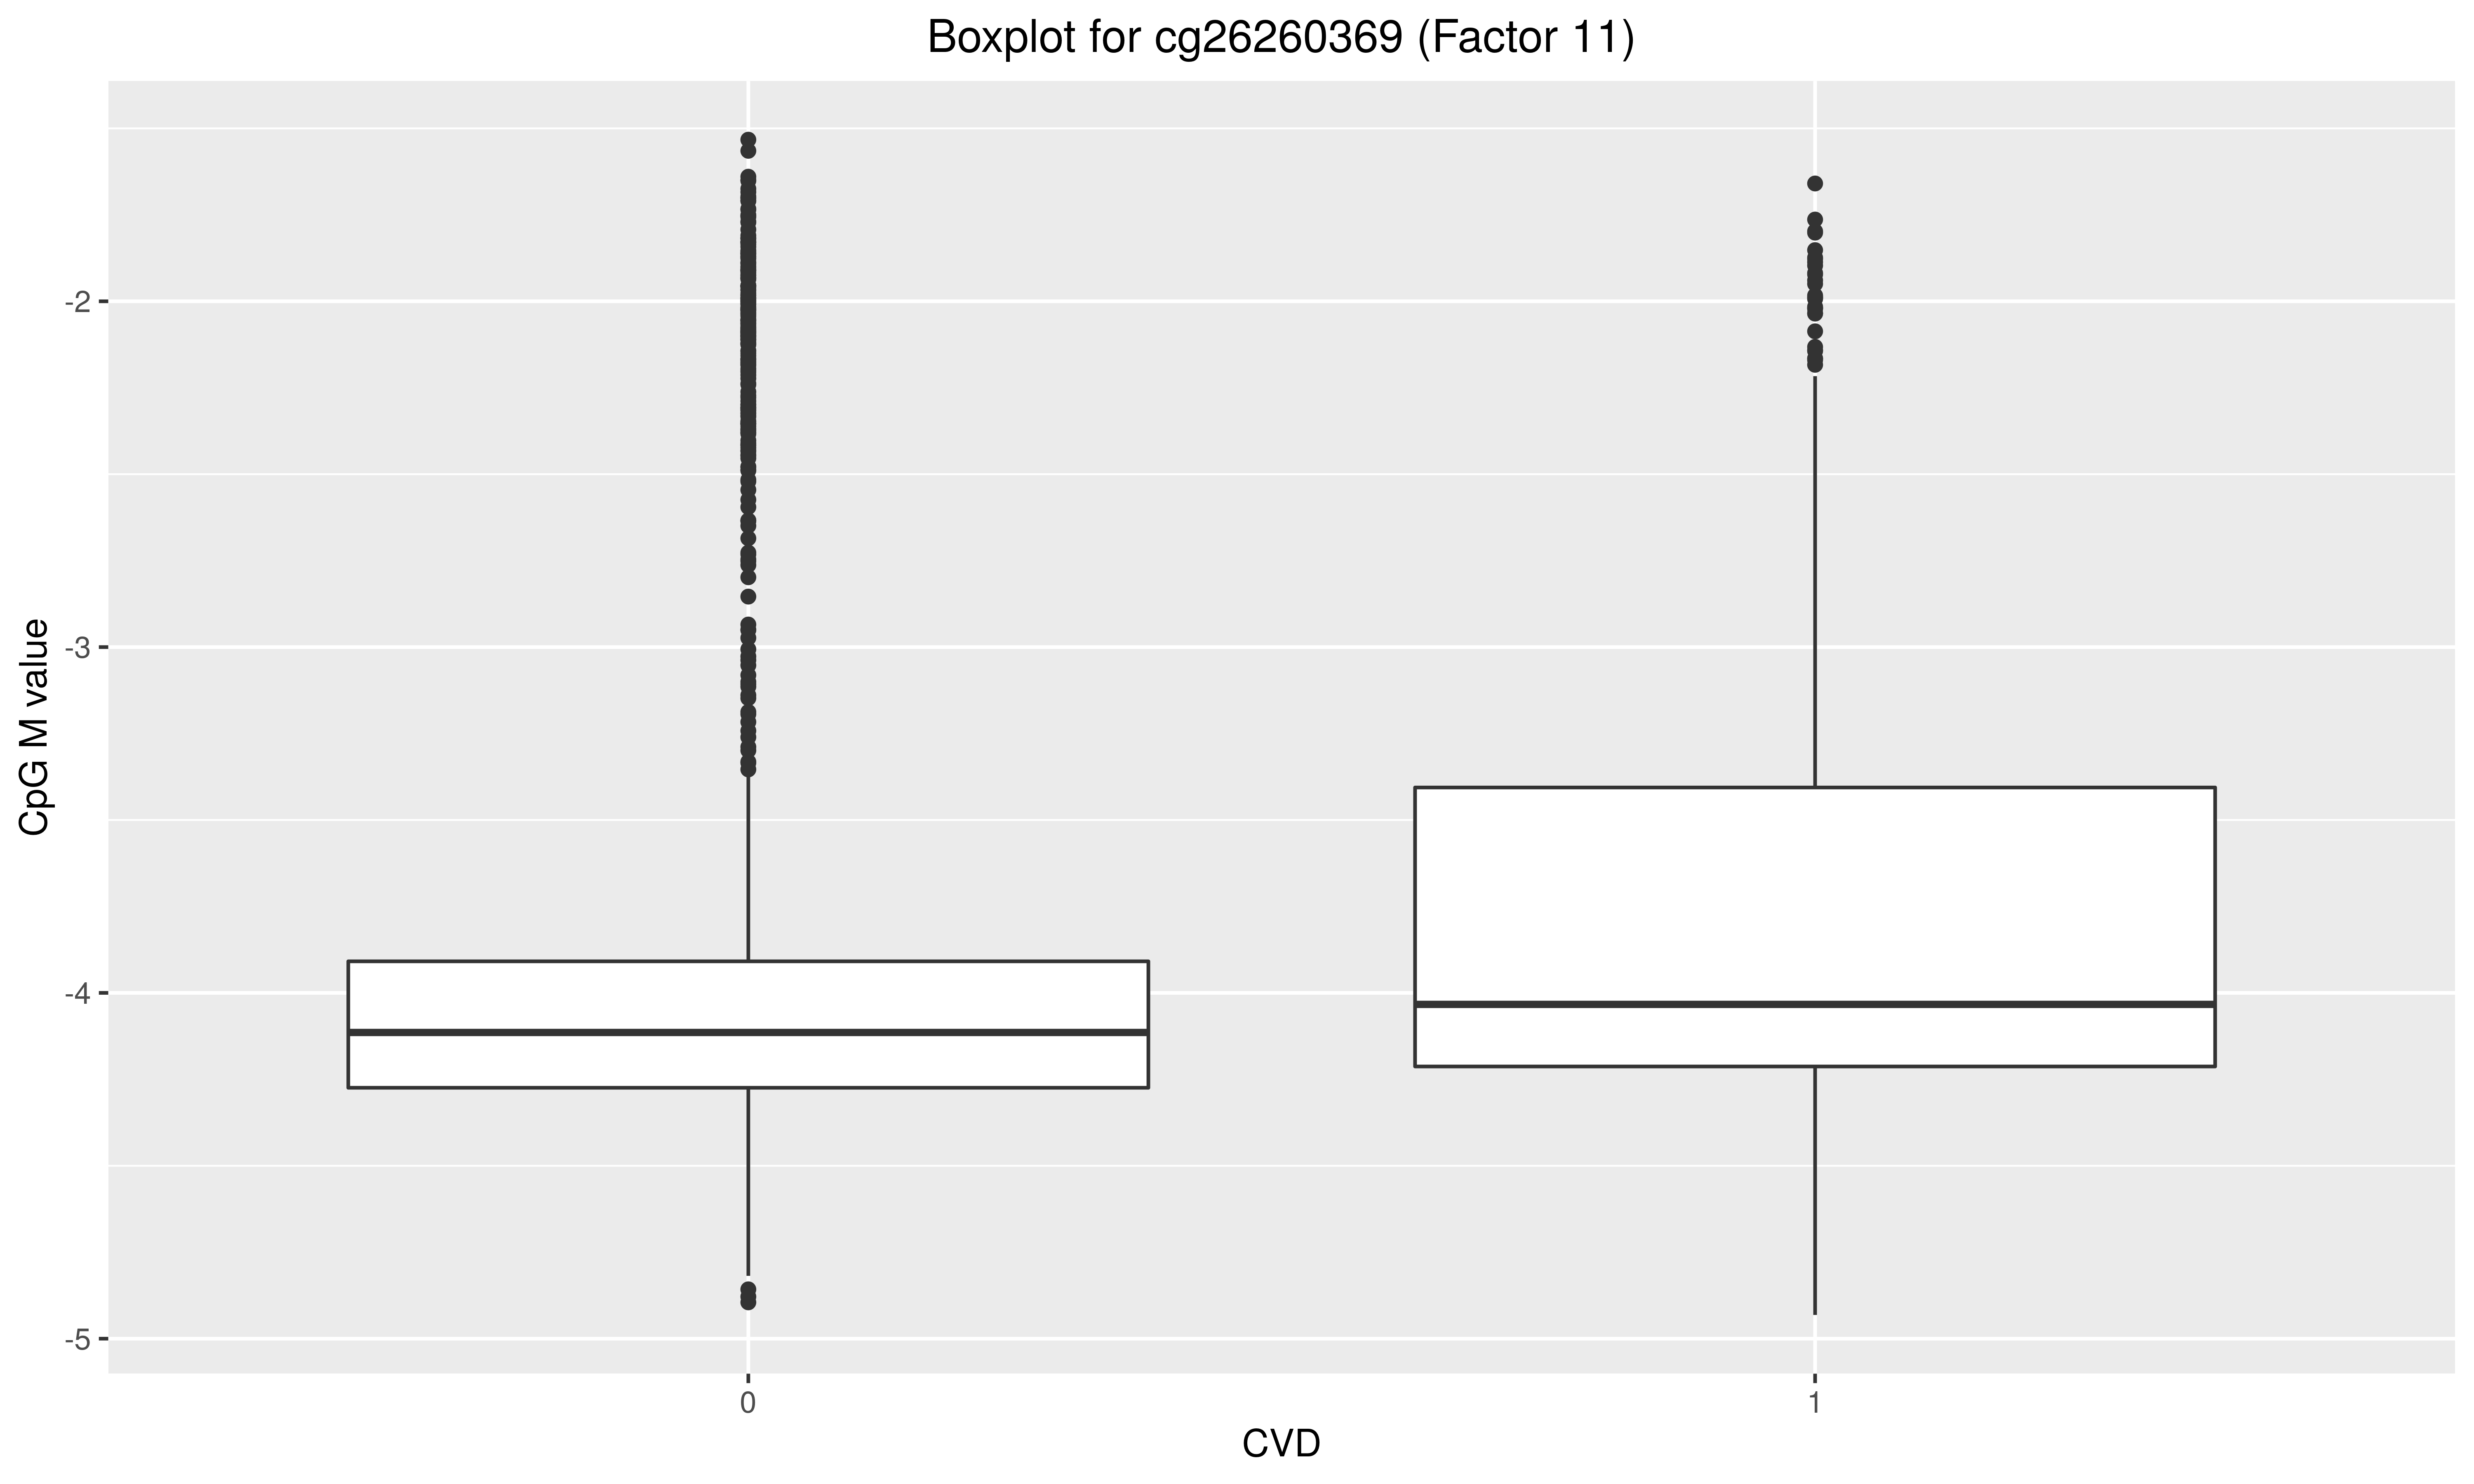 Boxplot for cg26260369 (Factor 11)
CpG M value
-2
-3
-4
-5
0
1
CVD